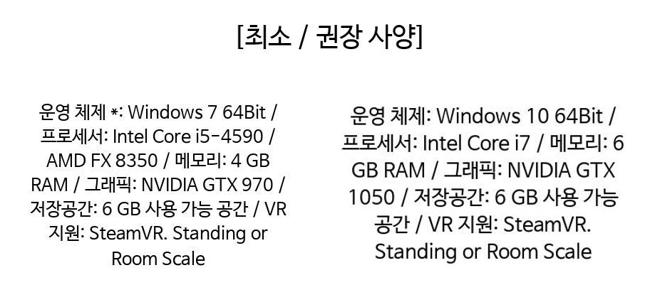 [최소 / 권장 사양]
운영 체제 *: Windows 7 64Bit /
프로세서: Intel Core i5-4590 /
AMD FX 8350 / 메모리: 4 GB
RAM / 그래픽: NVIDIA GTX 970 /
저장공간: 6 GB 사용 가능 공간 / VR
지원: SteamVR. Standing or
Room Scale
운영 체제: Windows 10 64Bit /
프로세서: Intel Core i7 / 메모리: 6
GB RAM / 그래픽: NVIDIA GTX
1050 / 저장공간: 6 GB 사용 가능
공간 / VR 지원: SteamVR.
Standing or Room Scale